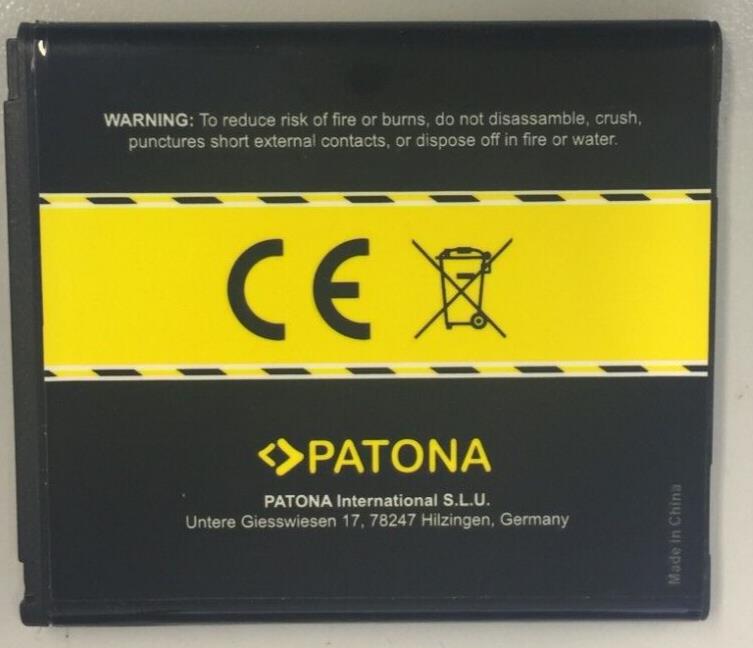 WARNING: To reduce risk of fire or burns, do not disassamble, crush,
punctures short external contacts, or dispose off in fire or water.
CE
PATONA
PATONA International S.L.U.
Untere Giesswiesen 17, 78247 Hilzingen, Germany
Made in China